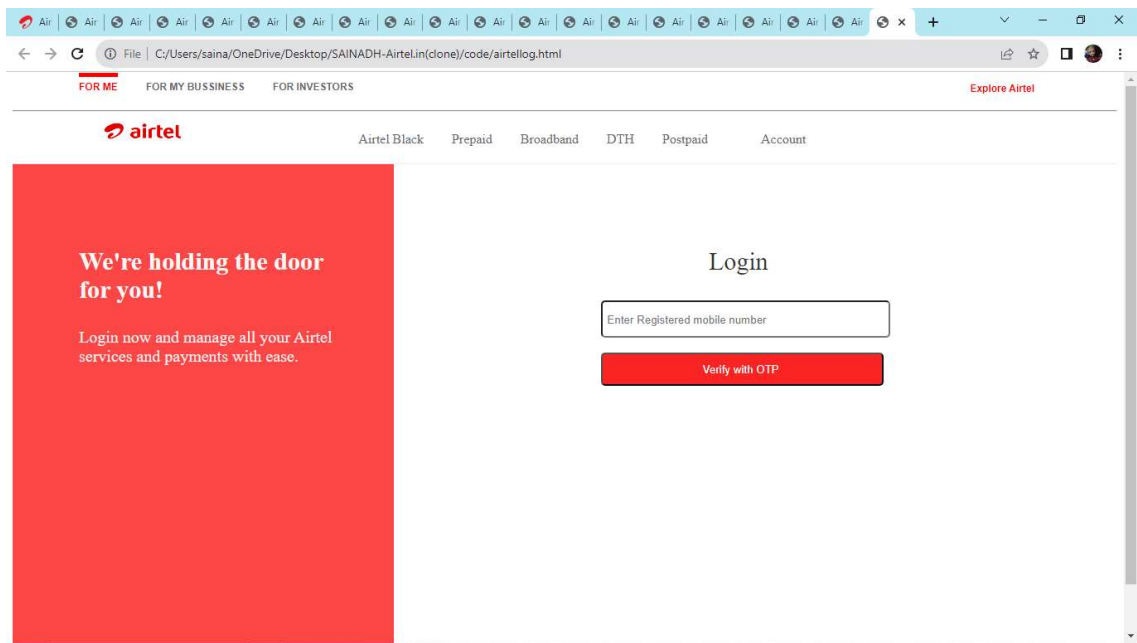 Air Air Air Air Air Air Air Air Air Air Air Air Air Air Air Air Air Air Air
File C:/Users/saina/OneDrive/Desktop/SAINADH-Airtel.in(clone)/code/airtellog.html
FOR ME FOR MY BUSSINESS FOR INVESTORS Explore Airtel
airtel Airtel Black Prepaid Broadband DTH Postpaid Account
We're holding the door
for you!
Login now and manage all your Airtel
services and payments with ease.
Login
Enter Registered mobile number
Verify with OTP